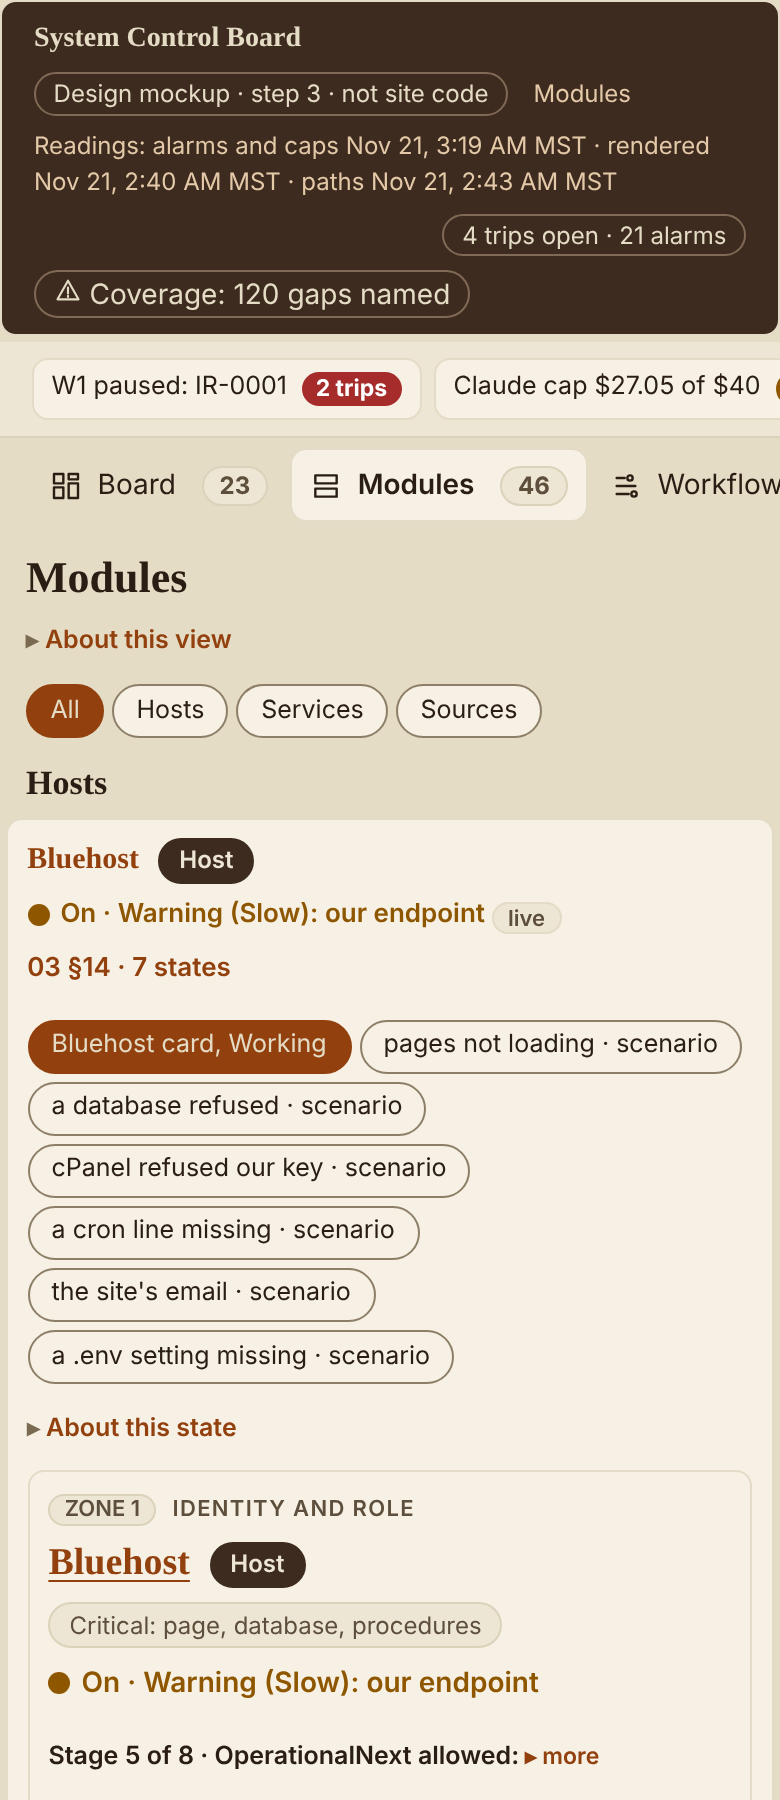 System Control Board
Design mockup · step 3 · not site code
Modules
Readings: alarms and caps Nov 21, 3:19 AM MST · rendered
Nov 21, 2:40 AM MST · paths Nov 21, 2:43 AM MST
4 trips open · 21 alarms
⚠ Coverage: 120 gaps named
W1 paused: IR-0001 2 trips
Claude cap $27.05 of $40
Board 23
Modules 46
Workflow
Modules
▸ About this view
All
Hosts
Services
Sources
Hosts
Bluehost Host
On · Warning (Slow): our endpoint live
03 §14 · 7 states
Bluehost card, Working
pages not loading · scenario
a database refused · scenario
cPanel refused our key · scenario
a cron line missing · scenario
the site's email · scenario
a .env setting missing · scenario
▸ About this state
ZONE 1 IDENTITY AND ROLE
Bluehost Host
Critical: page, database, procedures
On · Warning (Slow): our endpoint
Stage 5 of 8 · OperationalNext allowed: ▸ more